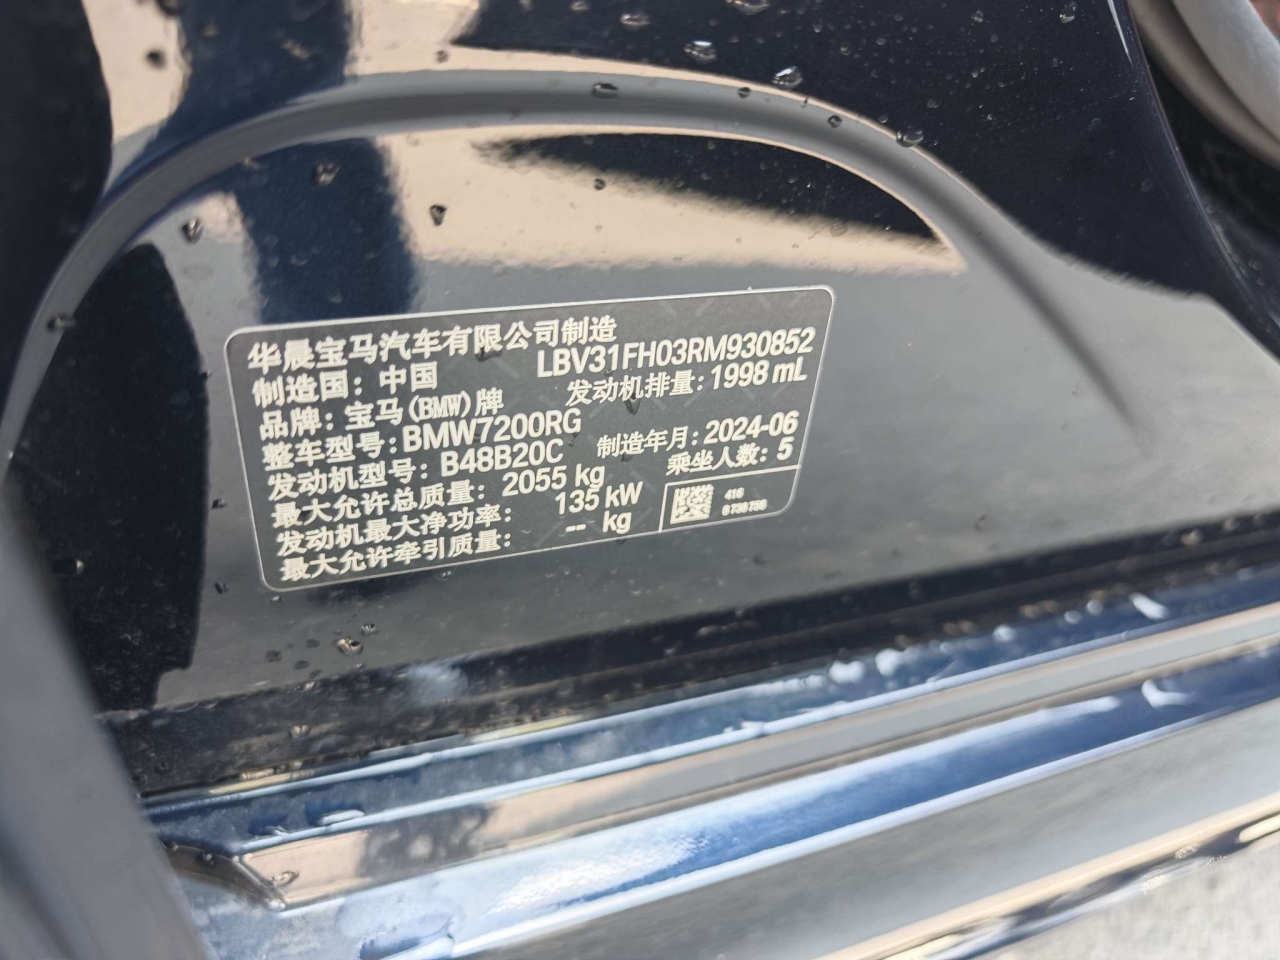 华晨宝马汽车有限公司制造
LBV31FH03RM930852
制造国：中国
发动机排量：1998 mL
品牌：宝马(BMW)牌
整车型号：BMW7200RG
制造年月：2024-06
发动机型号：B48B20C
乘坐人数：5
最大允许总质量：2055 kg
发动机最大净功率：135 kW
最大允许牵引质量：-- kg
416